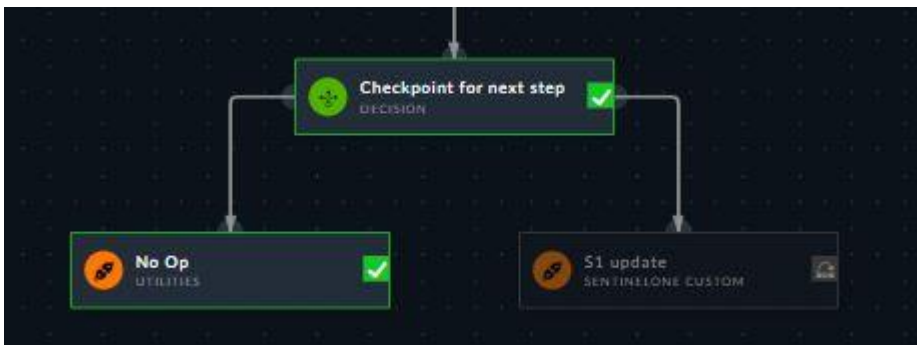 Checkpoint for next step
DECISION
No Op
UTILITIES
S1 update
SENTINELONE CUSTOM